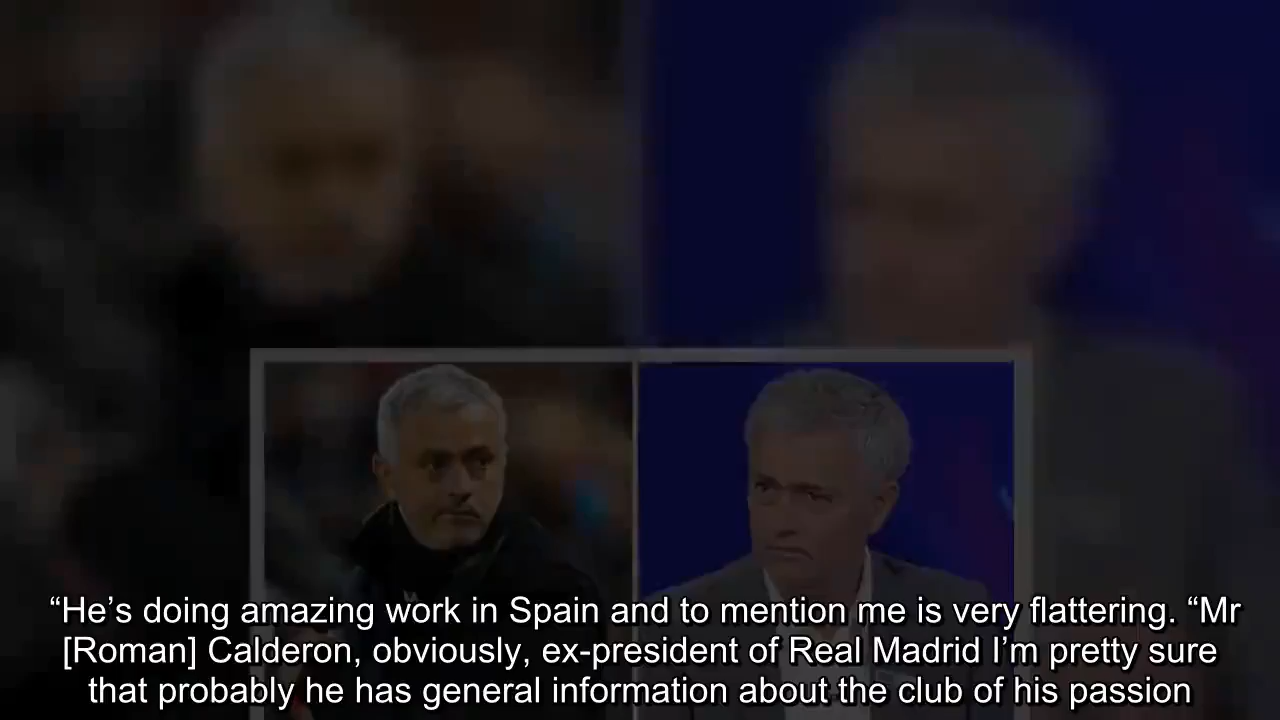 “He’s doing amazing work in Spain and to mention me is very flattering. “Mr
[Roman] Calderon, obviously, ex-president of Real Madrid I’m pretty sure
that probably he has general information about the club of his passion